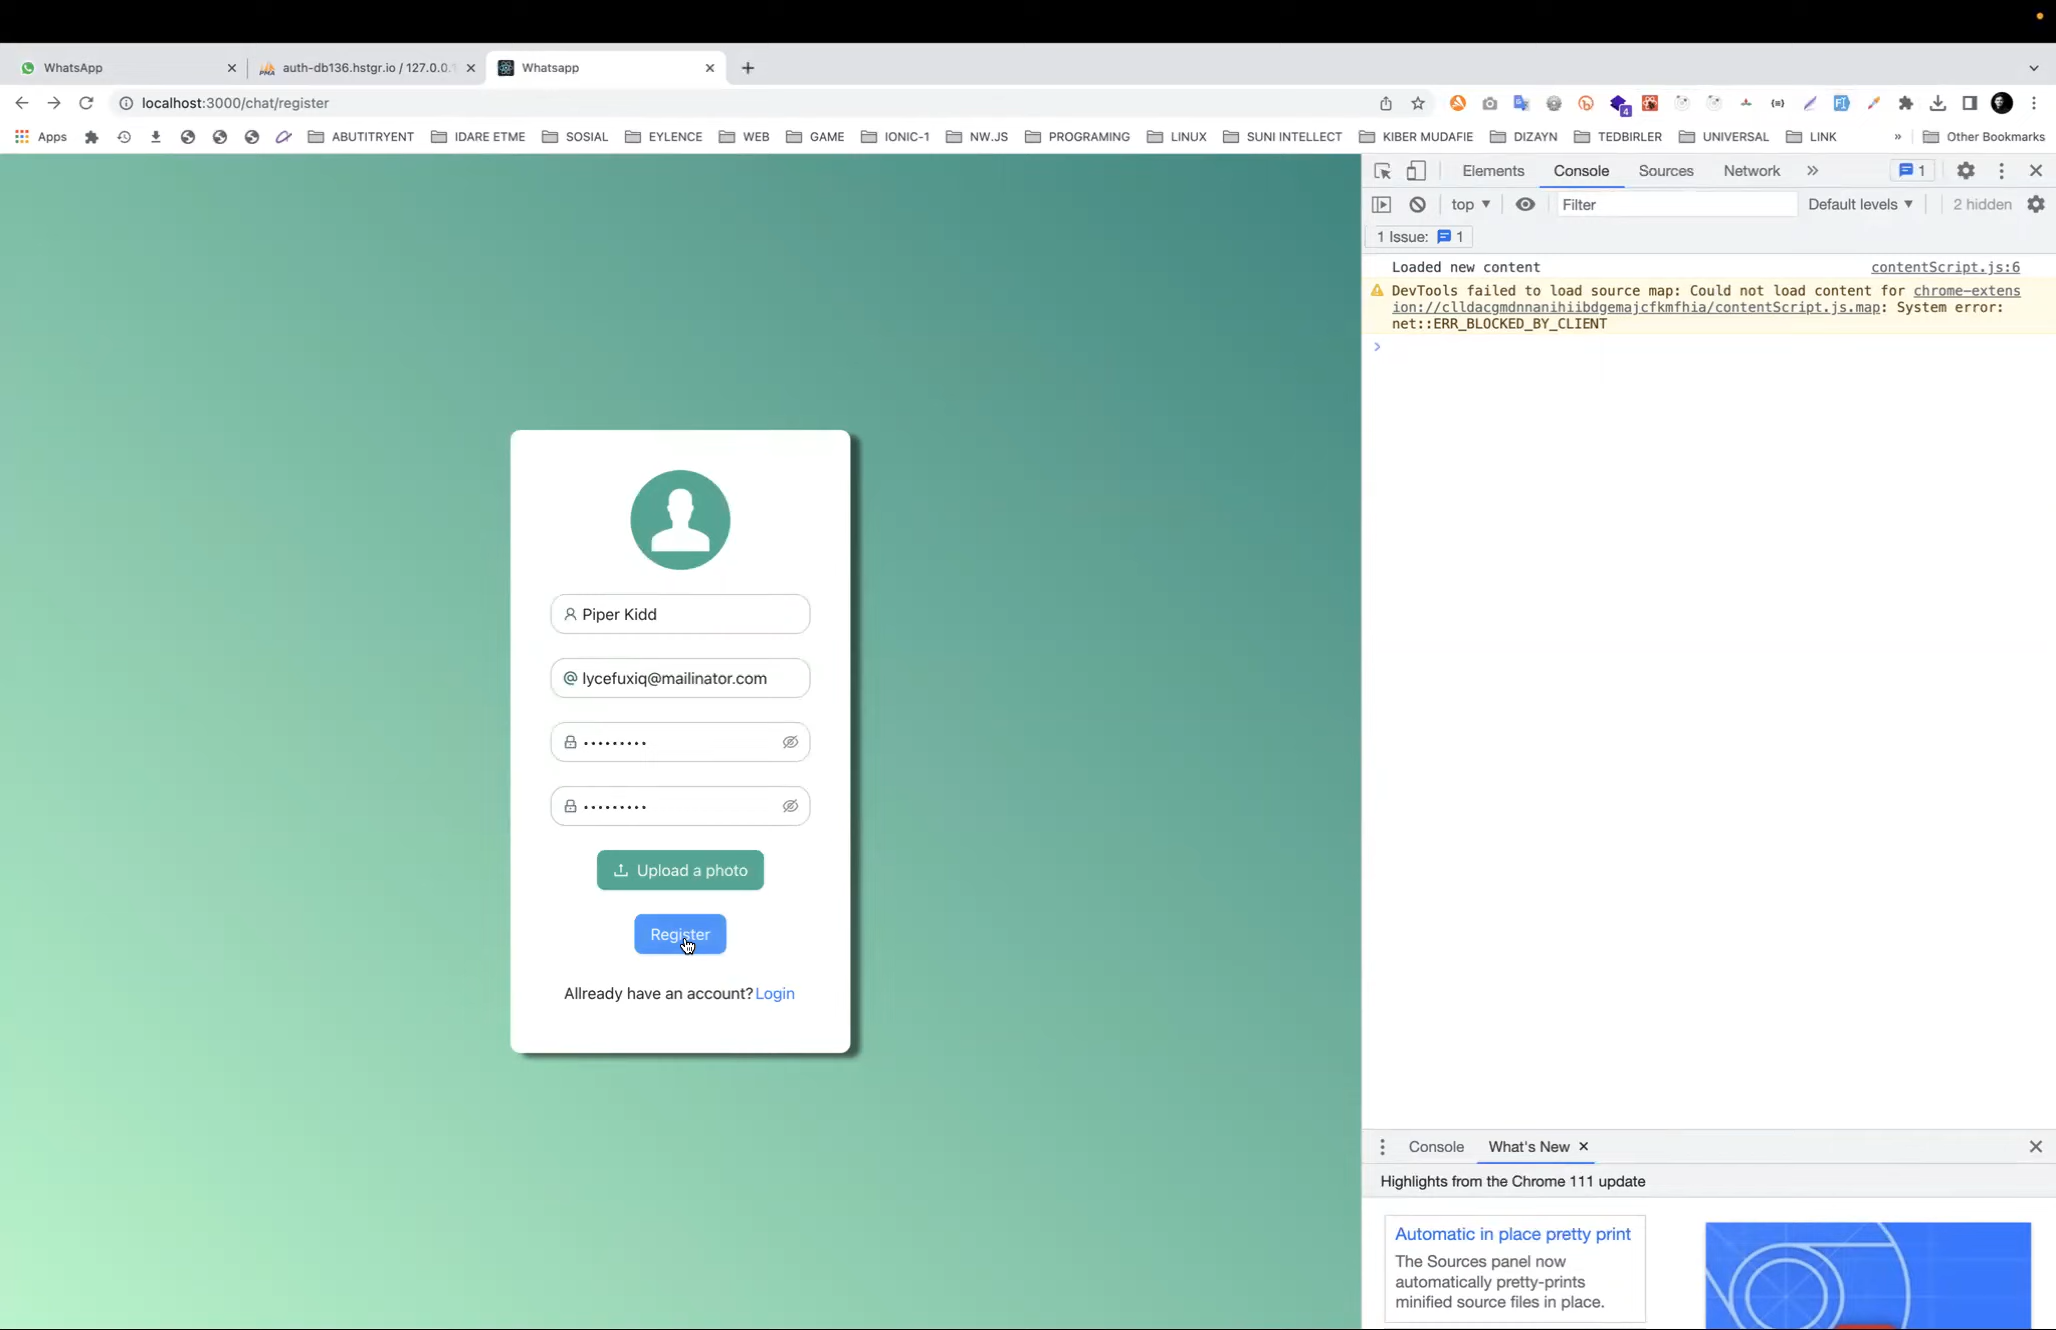 WhatsApp
auth-db136.hstgr.io / 127.0.0.1
Whatsapp
localhost:3000/chat/register
Apps ABUTITRYENT IDARE ETME SOSIAL EYLENCE WEB GAME IONIC-1 NW.JS PROGRAMING LINUX SUNI INTELLECT KIBER MUDAFIE DIZAYN TEDBIRLER UNIVERSAL LINK » Other Bookmarks
Elements Console Sources Network » 1
top Filter Default levels 2 hidden
1 Issue: 1
Loaded new content contentScript.js:6
DevTools failed to load source map: Could not load content for chrome-extens
ion://clldacgmdnnanihiibdgemajcfkmfhia/contentScript.js.map: System error:
net::ERR_BLOCKED_BY_CLIENT
Piper Kidd
@ lycefuxiq@mailinator.com
•••••••••
•••••••••
Upload a photo
Register
Allready have an account? Login
Console What's New
Highlights from the Chrome 111 update
Automatic in place pretty print
The Sources panel now
automatically pretty-prints
minified source files in place.